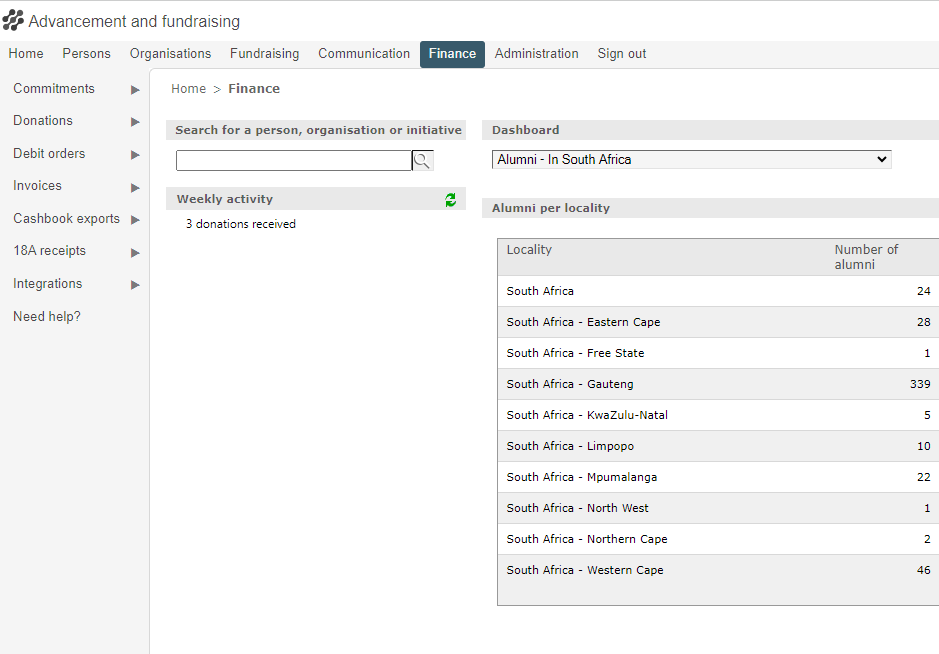 Advancement and fundraising
Home Persons Organisations Fundraising Communication Finance Administration Sign out
Commitments
Donations
Debit orders
Invoices
Cashbook exports
18A receipts
Integrations
Need help?
Home > Finance
Search for a person, organisation or initiative
Weekly activity
3 donations received
Dashboard
Alumni - In South Africa
Alumni per locality
Locality Number of
alumni
South Africa 24
South Africa - Eastern Cape 28
South Africa - Free State 1
South Africa - Gauteng 339
South Africa - KwaZulu-Natal 5
South Africa - Limpopo 10
South Africa - Mpumalanga 22
South Africa - North West 1
South Africa - Northern Cape 2
South Africa - Western Cape 46